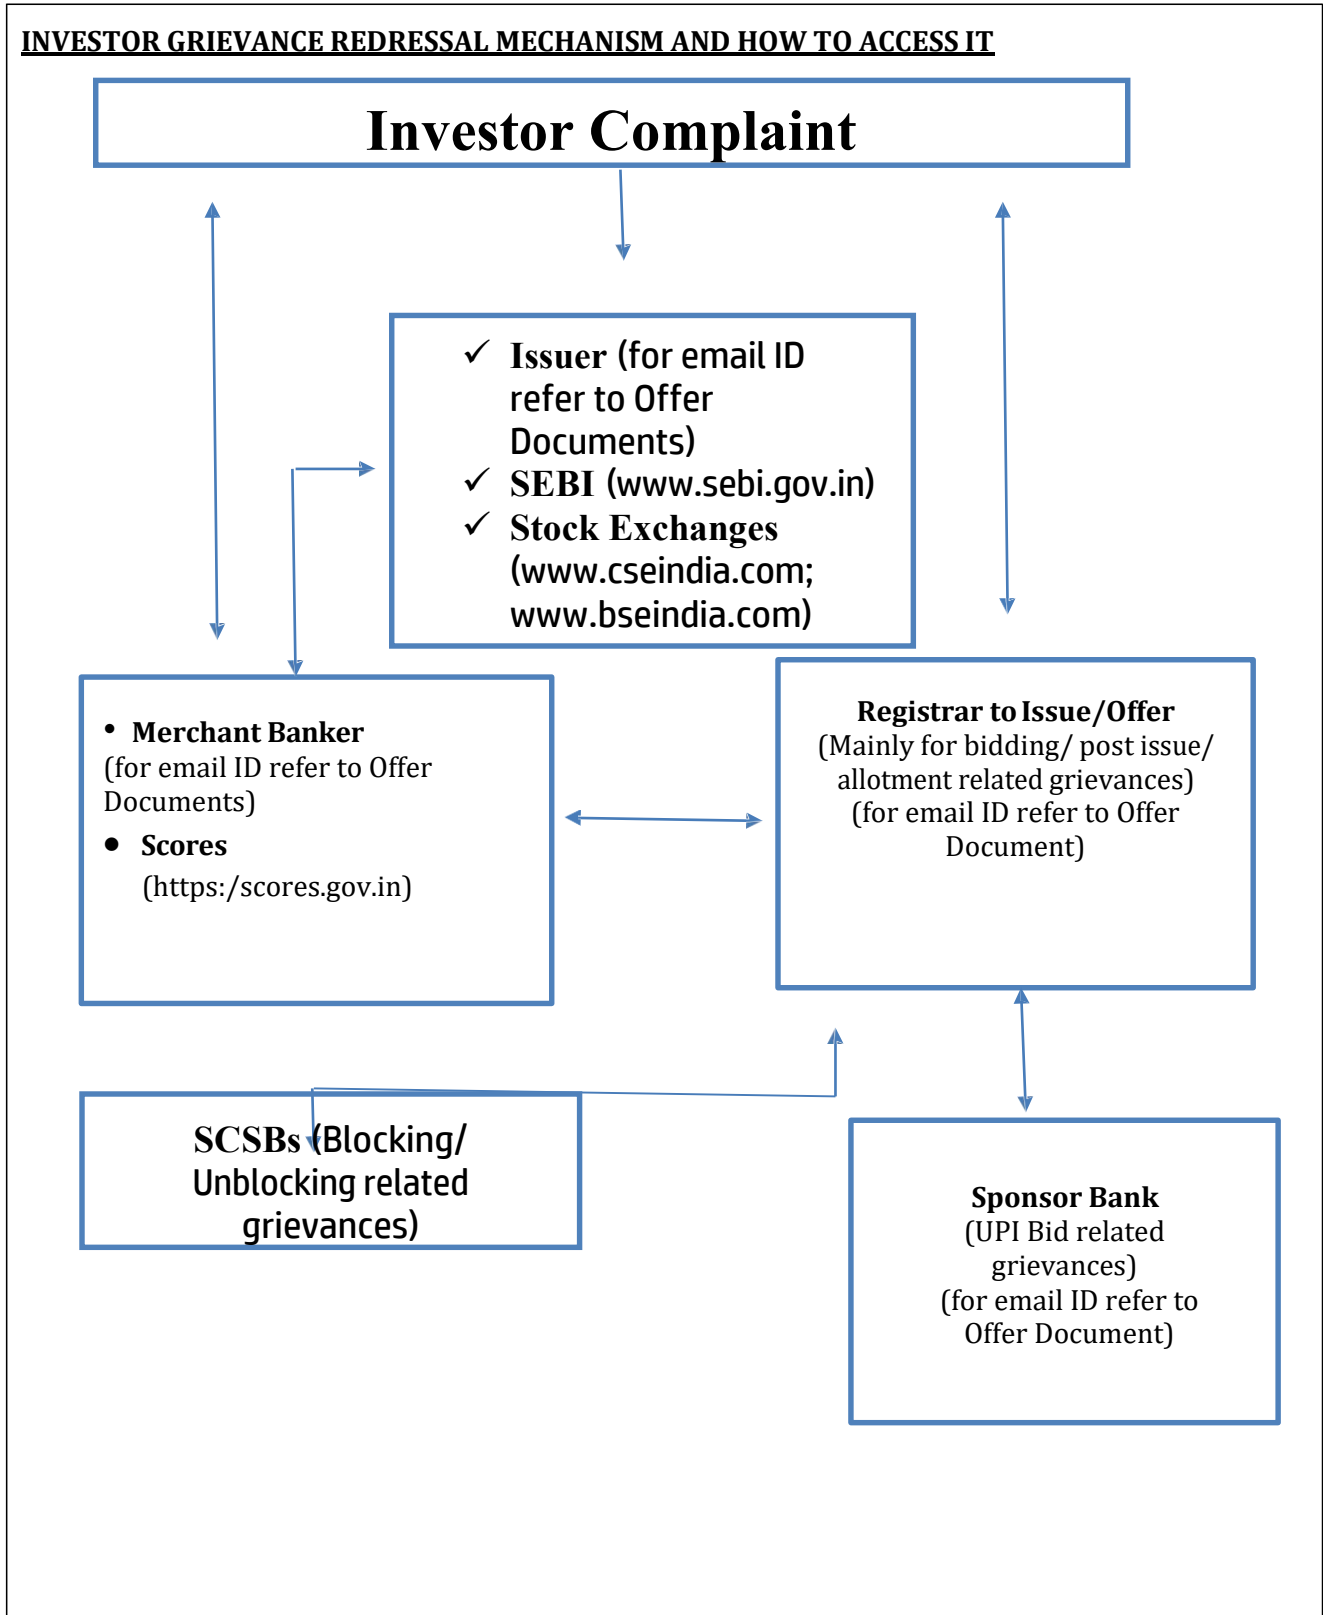 INVESTOR GRIEVANCE REDRESSAL MECHANISM AND HOW TO ACCESS IT
Investor Complaint
✓ Issuer (for email ID
refer to Offer
Documents)
✓ SEBI (www.sebi.gov.in)
✓ Stock Exchanges
(www.cseindia.com;
www.bseindia.com)
• Merchant Banker
(for email ID refer to Offer
Documents)
• Scores
(https:/scores.gov.in)
Registrar to Issue/Offer
(Mainly for bidding/ post issue/
allotment related grievances)
(for email ID refer to Offer
Document)
SCSBs (Blocking/
Unblocking related
grievances)
Sponsor Bank
(UPI Bid related
grievances)
(for email ID refer to
Offer Document)